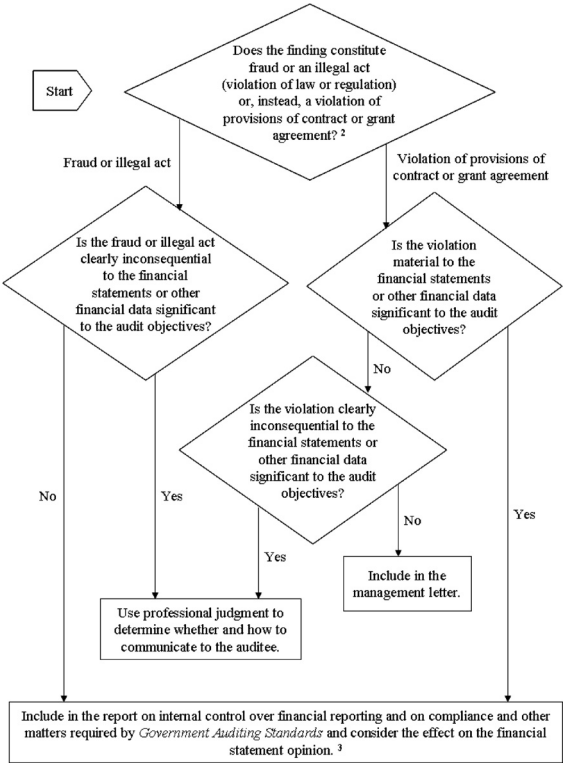 Start
Does the finding constitute
fraud or an illegal act
(violation of law or regulation)
or, instead, a violation of
provisions of contract or grant
agreement? 2
Fraud or illegal act
Violation of provisions of
contract or grant agreement
Is the fraud or illegal act
clearly inconsequential
to the financial
statements or other
financial data significant
to the audit objectives?
Is the violation
material to the
financial statements
or other financial data
significant to the audit
objectives?
No
Is the violation clearly
inconsequential to the
financial statements or
other financial data
significant to the audit
objectives?
No
Yes
Yes
No
Yes
Include in the
management letter.
Use professional judgment to
determine whether and how to
communicate to the auditee.
Include in the report on internal control over financial reporting and on compliance and other
matters required by Government Auditing Standards and consider the effect on the financial
statement opinion. 3